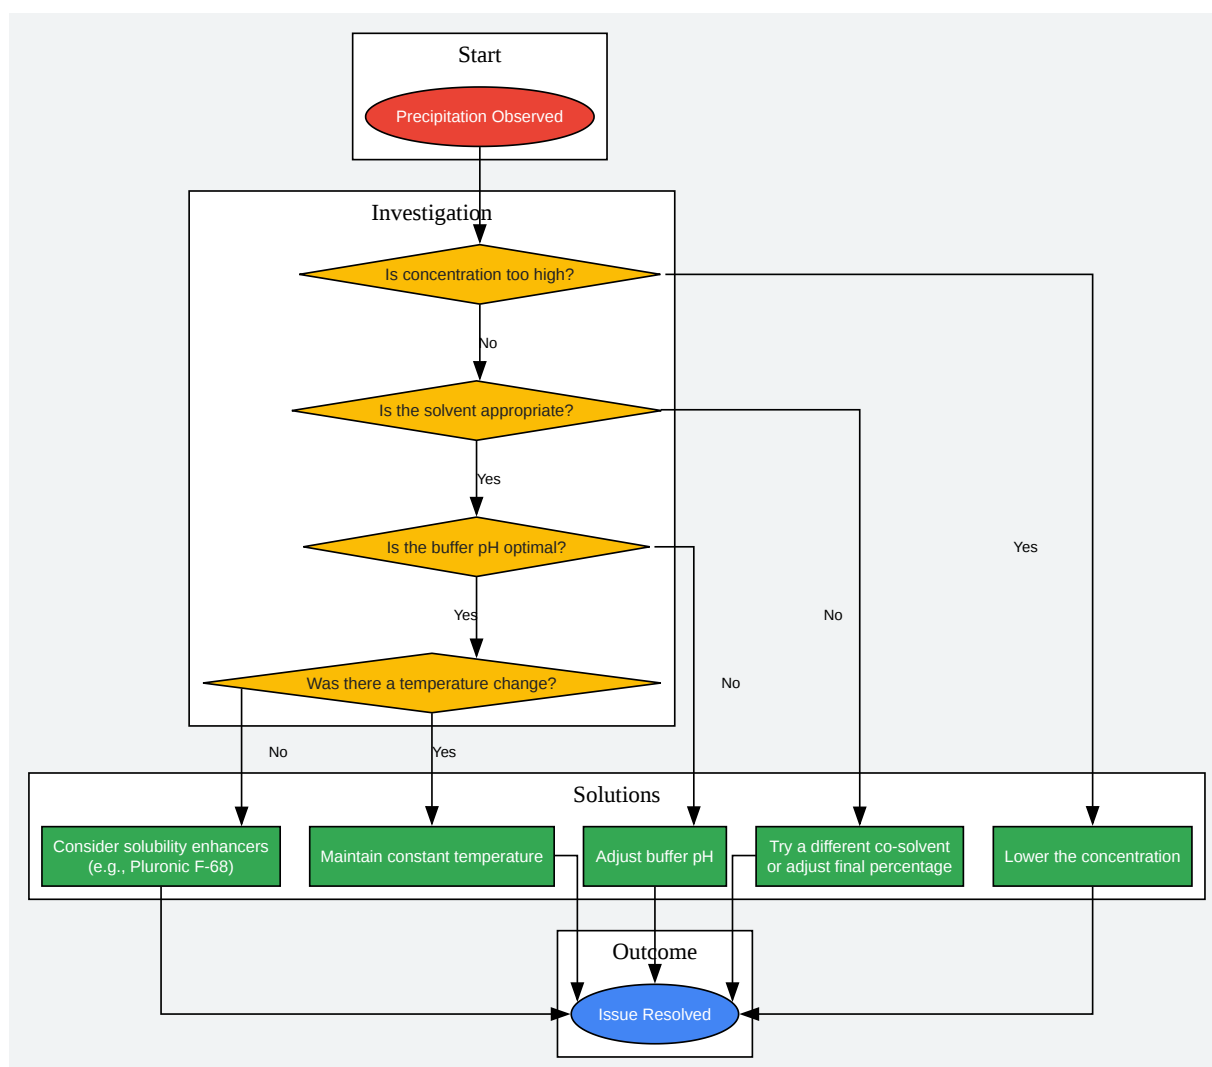 Start
Precipitation Observed
Investigation
Is concentration too high?
No
Is the solvent appropriate?
Yes
Is the buffer pH optimal?
Yes
Yes
No
Was there a temperature change?
No
No
Yes
Solutions
Consider solubility enhancers
(e.g., Pluronic F-68)
Maintain constant temperature
Adjust buffer pH
Try a different co-solvent
or adjust final percentage
Lower the concentration
Outcome
Issue Resolved